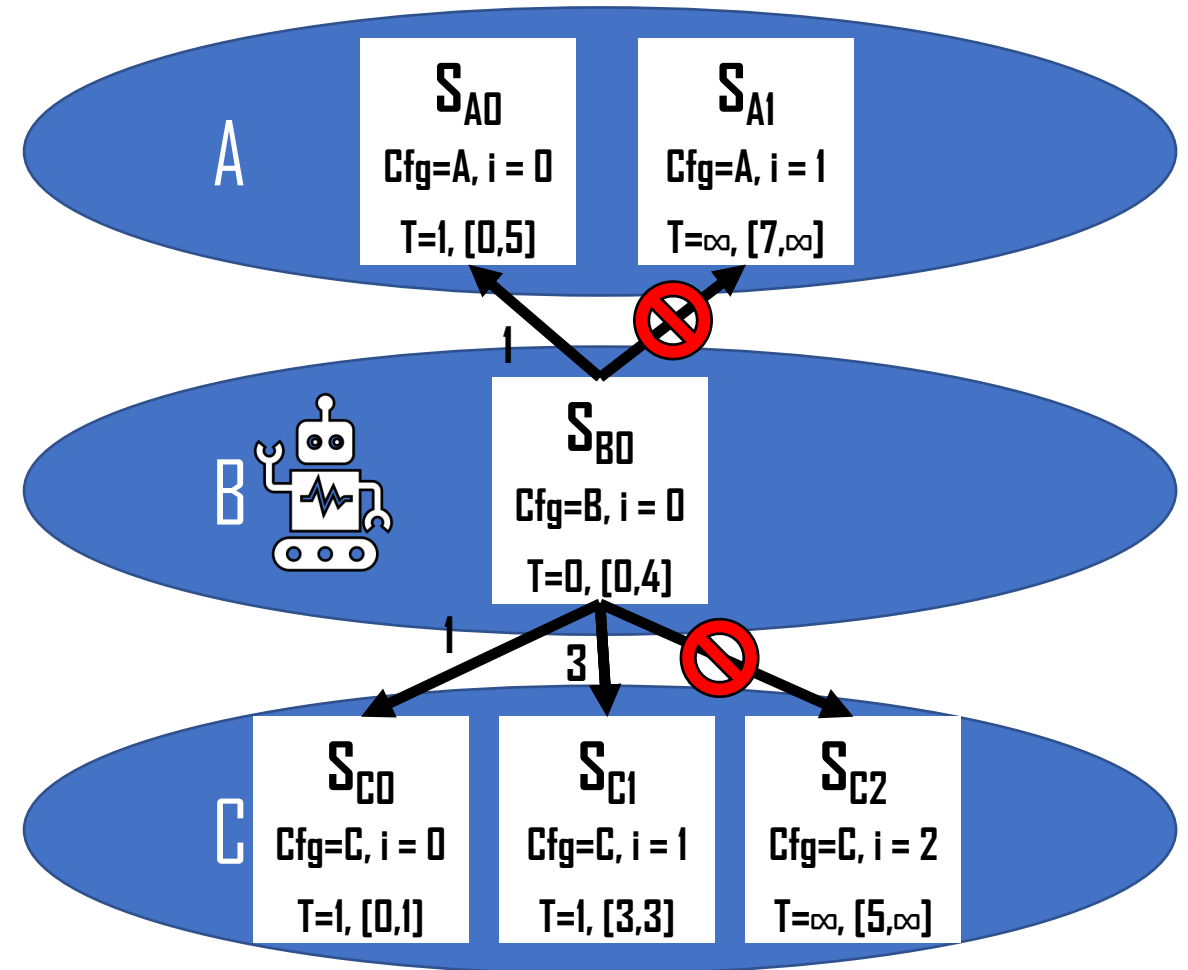 S_A0
Cfg=A, i = 0
T=1, [0,5]
S_A1
Cfg=A, i = 1
T=∞, [7,∞]
A
1
S_B0
Cfg=B, i = 0
T=0, [0,4]
B
1
3
S_C0
Cfg=C, i = 0
T=1, [0,1]
S_C1
Cfg=C, i = 1
T=1, [3,3]
S_C2
Cfg=C, i = 2
T=∞, [5,∞]
C